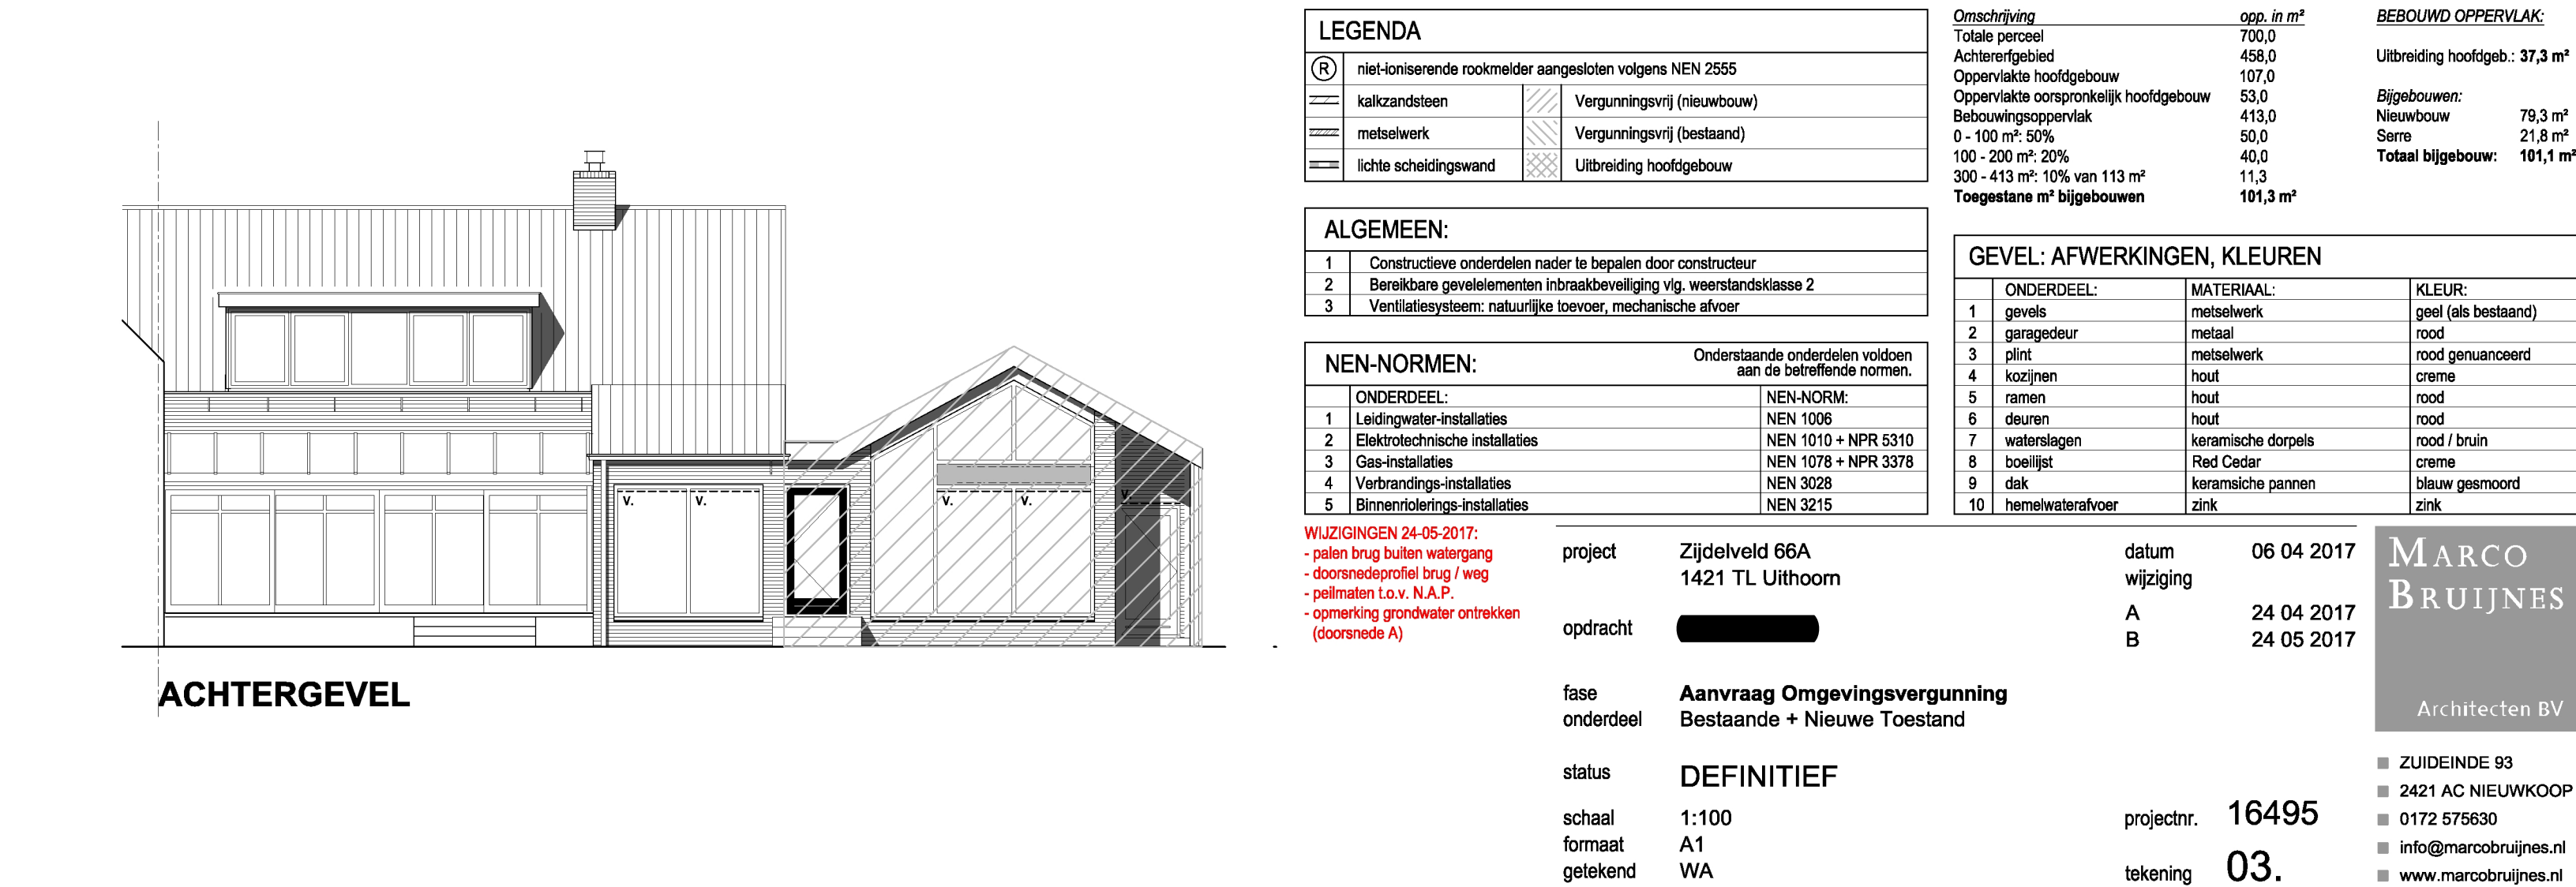 LEGENDA
R niet-ioniserende rookmelder aangesloten volgens NEN 2555
kalkzandsteen Vergunningsvrij (nieuwbouw)
metselwerk Vergunningsvrij (bestaand)
lichte scheidingswand Uitbreiding hoofdgebouw
ALGEMEEN:
1 Constructieve onderdelen nader te bepalen door constructeur
2 Bereikbare gevelelementen inbraakbeveiliging vlg. weerstandsklasse 2
3 Ventilatiesysteem: natuurlijke toevoer, mechanische afvoer
NEN-NORMEN:
Onderstaande onderdelen voldoen
aan de betreffende normen.
ONDERDEEL: NEN-NORM:
1 Leidingwater-installaties NEN 1006
2 Elektrotechnische installaties NEN 1010 + NPR 5310
3 Gas-installaties NEN 1078 + NPR 3378
4 Verbrandings-installaties NEN 3028
5 Binnenriolerings-installaties NEN 3215
Omschrijving opp. in m²
Totale perceel 700,0
Achtererfgebied 458,0
Oppervlakte hoofdgebouw 107,0
Oppervlakte oorspronkelijk hoofdgebouw 53,0
Bebouwingsoppervlak 413,0
0 - 100 m²: 50% 50,0
100 - 200 m²: 20% 40,0
300 - 413 m²: 10% van 113 m² 11,3
Toegestane m² bijgebouwen 101,3 m²
BEBOUWD OPPERVLAK:
Uitbreiding hoofdgeb.: 37,3 m²
Bijgebouwen:
Nieuwbouw 79,3 m²
Serre 21,8 m²
Totaal bijgebouw: 101,1 m²
GEVEL: AFWERKINGEN, KLEUREN
ONDERDEEL: MATERIAAL: KLEUR:
1 gevels metselwerk geel (als bestaand)
2 garagedeur metaal rood
3 plint metselwerk rood genuanceerd
4 kozijnen hout creme
5 ramen hout rood
6 deuren hout rood
7 waterslagen keramische dorpels rood / bruin
8 boeilijst Red Cedar creme
9 dak keramsiche pannen blauw gesmoord
10 hemelwaterafvoer zink zink
V. V. V. V. V.
ACHTERGEVEL
WIJZIGINGEN 24-05-2017:
- palen brug buiten watergang
- doorsnedeprofiel brug / weg
- peilmaten t.o.v. N.A.P.
- opmerking grondwater ontrekken
(doorsnede A)
project Zijdelveld 66A
1421 TL Uithoorn
opdracht
fase Aanvraag Omgevingsvergunning
onderdeel Bestaande + Nieuwe Toestand
status DEFINITIEF
schaal 1:100
formaat A1
getekend WA
datum 06 04 2017
wijziging
A 24 04 2017
B 24 05 2017
projectnr. 16495
tekening 03.
MARCO
BRUIJNES
Architecten BV
ZUIDEINDE 93
2421 AC NIEUWKOOP
0172 575630
info@marcobruijnes.nl
www.marcobruijnes.nl